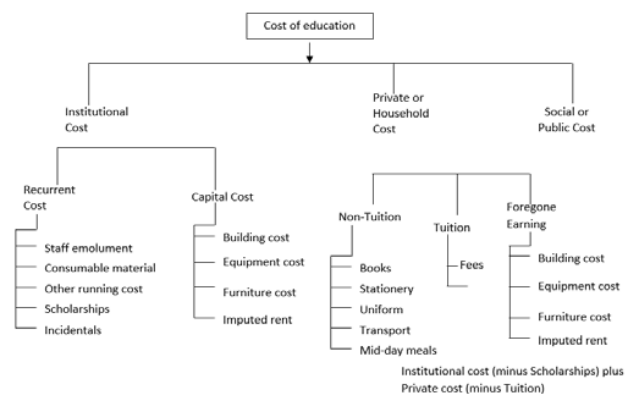 Cost of education
Institutional
Cost
Private or
Household
Cost
Social or
Public Cost
Recurrent
Cost
Staff emolument
Consumable material
Other running cost
Scholarships
Incidentals
Capital Cost
Building cost
Equipment cost
Furniture cost
Imputed rent
Non-Tuition
Books
Stationery
Uniform
Transport
Mid-day meals
Tuition
Fees
Foregone
Earning
Building cost
Equipment cost
Furniture cost
Imputed rent
Institutional cost (minus Scholarships) plus
Private cost (minus Tuition)